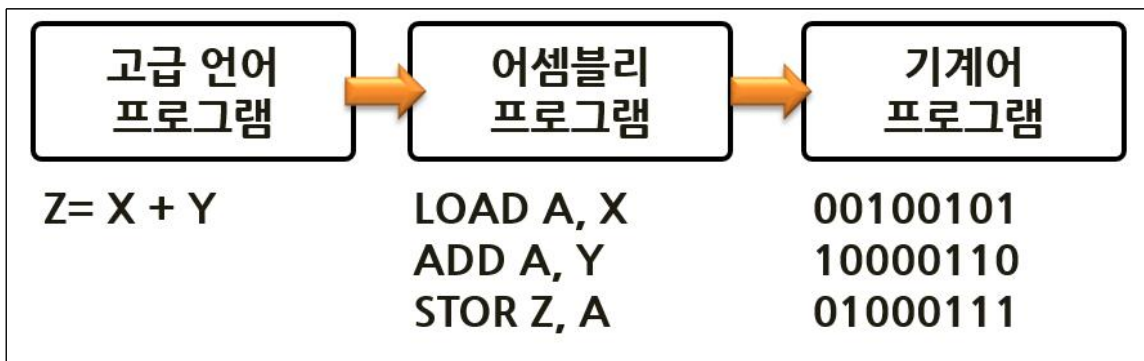 고급 언어
프로그램
어셈블리
프로그램
기계어
프로그램
Z= X + Y
LOAD A, X
ADD A, Y
STOR Z, A
00100101
10000110
01000111